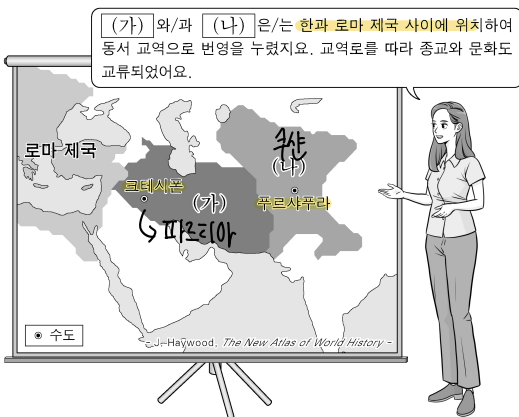 (가) 와/과 (나) 은/는 한과 로마 제국 사이에 위치하여
동서 교역으로 번영을 누렸지요. 교역로를 따라 종교와 문화도
교류되었어요.
로마 제국
쿠샨
(나)
크테시폰
(가)
푸르샤푸라
파르티아
수도
- J. Haywood, The New Atlas of World History -